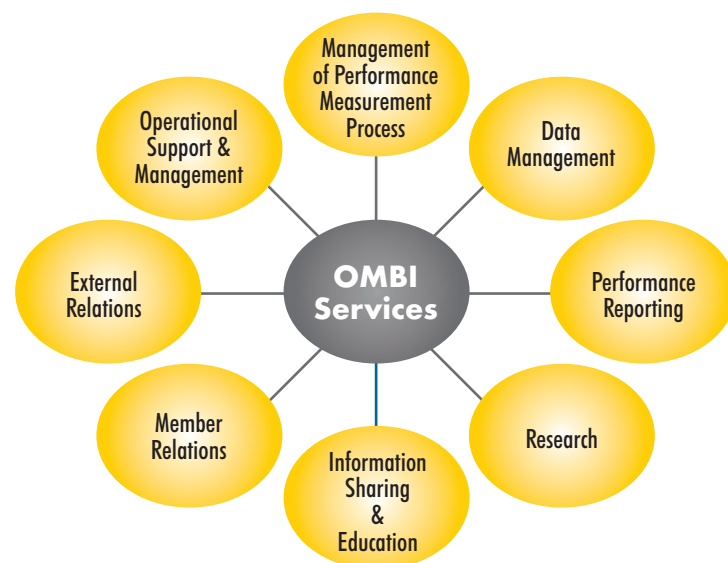 Management
of Performance
Measurement
Process
Operational
Support &
Management
Data
Management
External
Relations
OMBI
Services
Performance
Reporting
Member
Relations
Research
Information
Sharing
&
Education